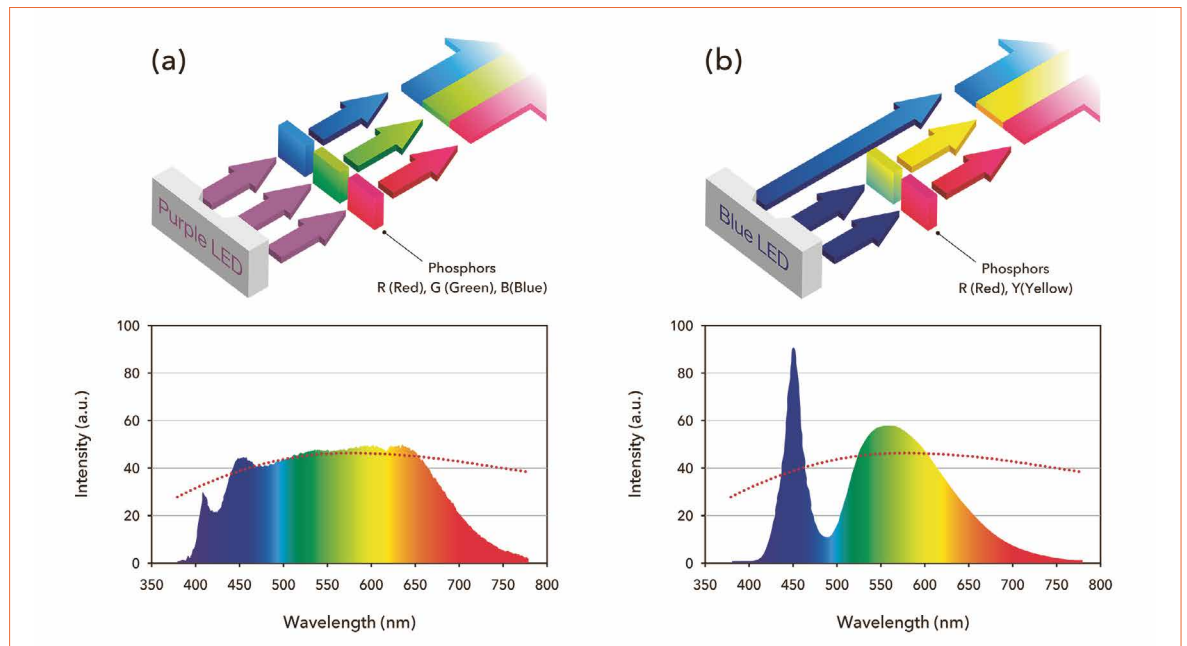 (a)
Purple LED
Phosphors
R (Red), G (Green), B(Blue)
100
80
60
40
20
0
Intensity (a.u.)
350 400 450 500 550 600 650 700 750 800
Wavelength (nm)
(b)
Blue LED
Phosphors
R (Red), Y(Yellow)
100
80
60
40
20
0
Intensity (a.u.)
350 400 450 500 550 600 650 700 750 800
Wavelength (nm)